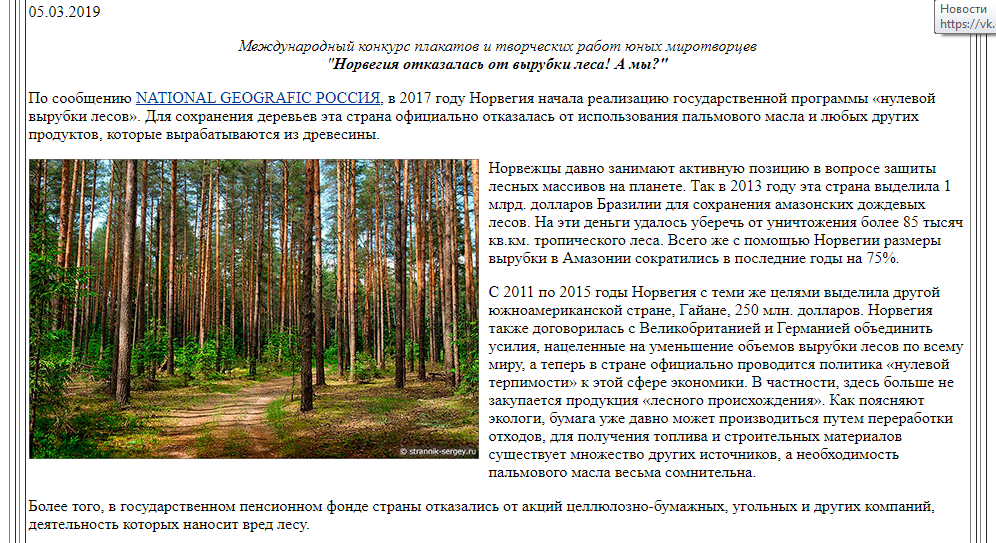 05.03.2019
Новости
https://vk.
Международный конкурс плакатов и творческих работ юных миротворцев
"Норвегия отказалась от вырубки леса! А мы?"
По сообщению NATIONAL GEOGRAFIC РОССИЯ, в 2017 году Норвегия начала реализацию государственной программы «нулевой
вырубки лесов». Для сохранения деревьев эта страна официально отказалась от использования пальмового масла и любых других
продуктов, которые вырабатываются из древесины.
Норвежцы давно занимают активную позицию в вопросе защиты
лесных массивов на планете. Так в 2013 году эта страна выделила 1
млрд. долларов Бразилии для сохранения амазонских дождевых
лесов. На эти деньги удалось уберечь от уничтожения более 85 тысяч
кв.км. тропического леса. Всего же с помощью Норвегии размеры
вырубки в Амазонии сократились в последние годы на 75%.
С 2011 по 2015 годы Норвегия с теми же целями выделила другой
южноамериканской стране, Гайане, 250 млн. долларов. Норвегия
также договорилась с Великобританией и Германией объединить
усилия, нацеленные на уменьшение объемов вырубки лесов по всему
миру, а теперь в стране официально проводится политика «нулевой
терпимости» к этой сфере экономики. В частности, здесь больше не
закупается продукция «лесного происхождения». Как поясняют
экологи, бумага уже давно может производиться путем переработки
отходов, для получения топлива и строительных материалов
существует множество других источников, а необходимость
пальмового масла весьма сомнительна.
© strannik-sergey.ru
Более того, в государственном пенсионном фонде страны отказались от акций целлюлозно-бумажных, угольных и других компаний,
деятельность которых наносит вред лесу.